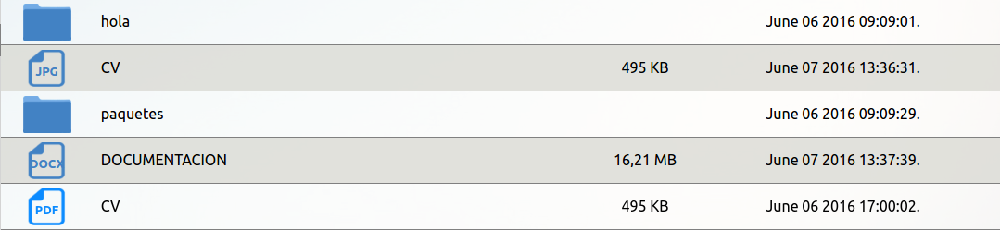 hola June 06 2016 09:09:01.
JPG CV 495 KB June 07 2016 13:36:31.
paquetes June 06 2016 09:09:29.
DOCX DOCUMENTACION 16,21 MB June 07 2016 13:37:39.
PDF CV 495 KB June 06 2016 17:00:02.